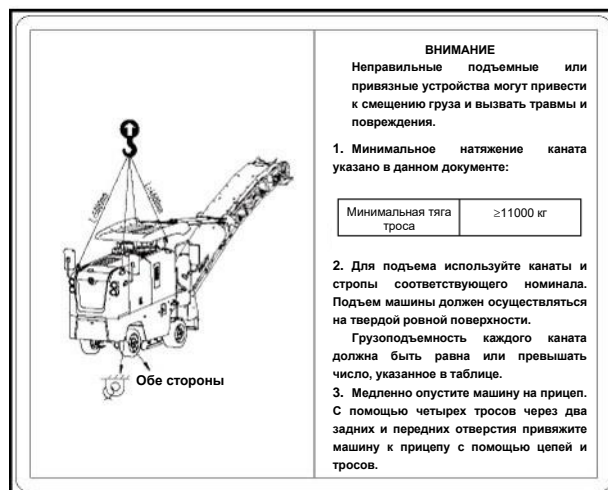 ВНИМАНИЕ
Неправильные подъемные или
привязные устройства могут привести
к смещению груза и вызвать травмы и
повреждения.
1. Минимальное натяжение каната
указано в данном документе:
Минимальная тяга
троса
≥11000 кг
2. Для подъема используйте канаты и
стропы соответствующего номинала.
Подъем машины должен осуществляться
на твердой ровной поверхности.
Грузоподъемность каждого каната
должна быть равна или превышать
число, указанное в таблице.
3. Медленно опустите машину на прицеп.
С помощью четырех тросов через два
задних и передних отверстия привяжите
машину к прицепу с помощью цепей и
тросов.
Обе стороны